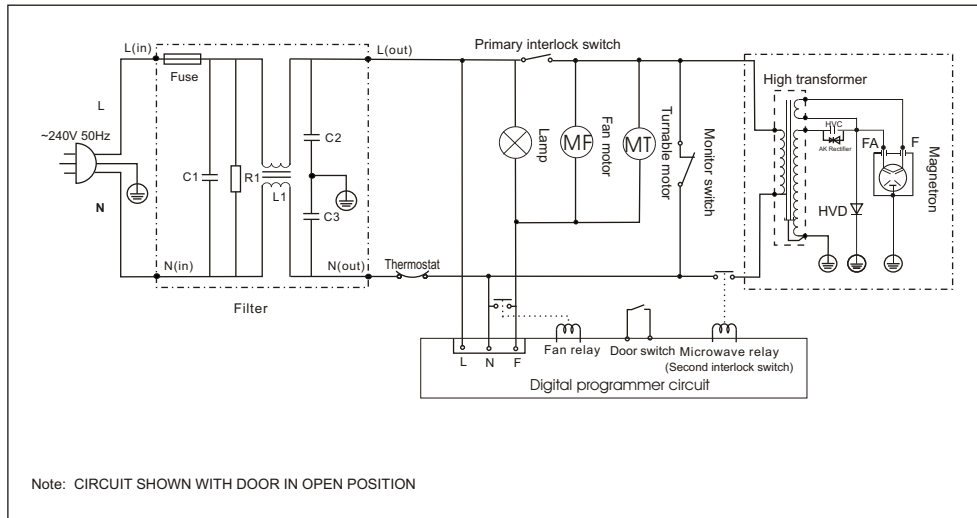 L(in)
L(out)
Primary interlock switch
Fuse
High transformer
L
~240V 50Hz
C2
HVC
AK Rectifier
FA
F
Lamp
MF
Fan motor
MT
Turnable motor
Monitor switch
Magnetron
C1
R1
L1
N
C3
HVD
N(in)
N(out)
Thermostat
Filter
L
N
F
Fan relay
Door switch
Microwave relay
(Second interlock switch)
Digital programmer circuit
Note: CIRCUIT SHOWN WITH DOOR IN OPEN POSITION